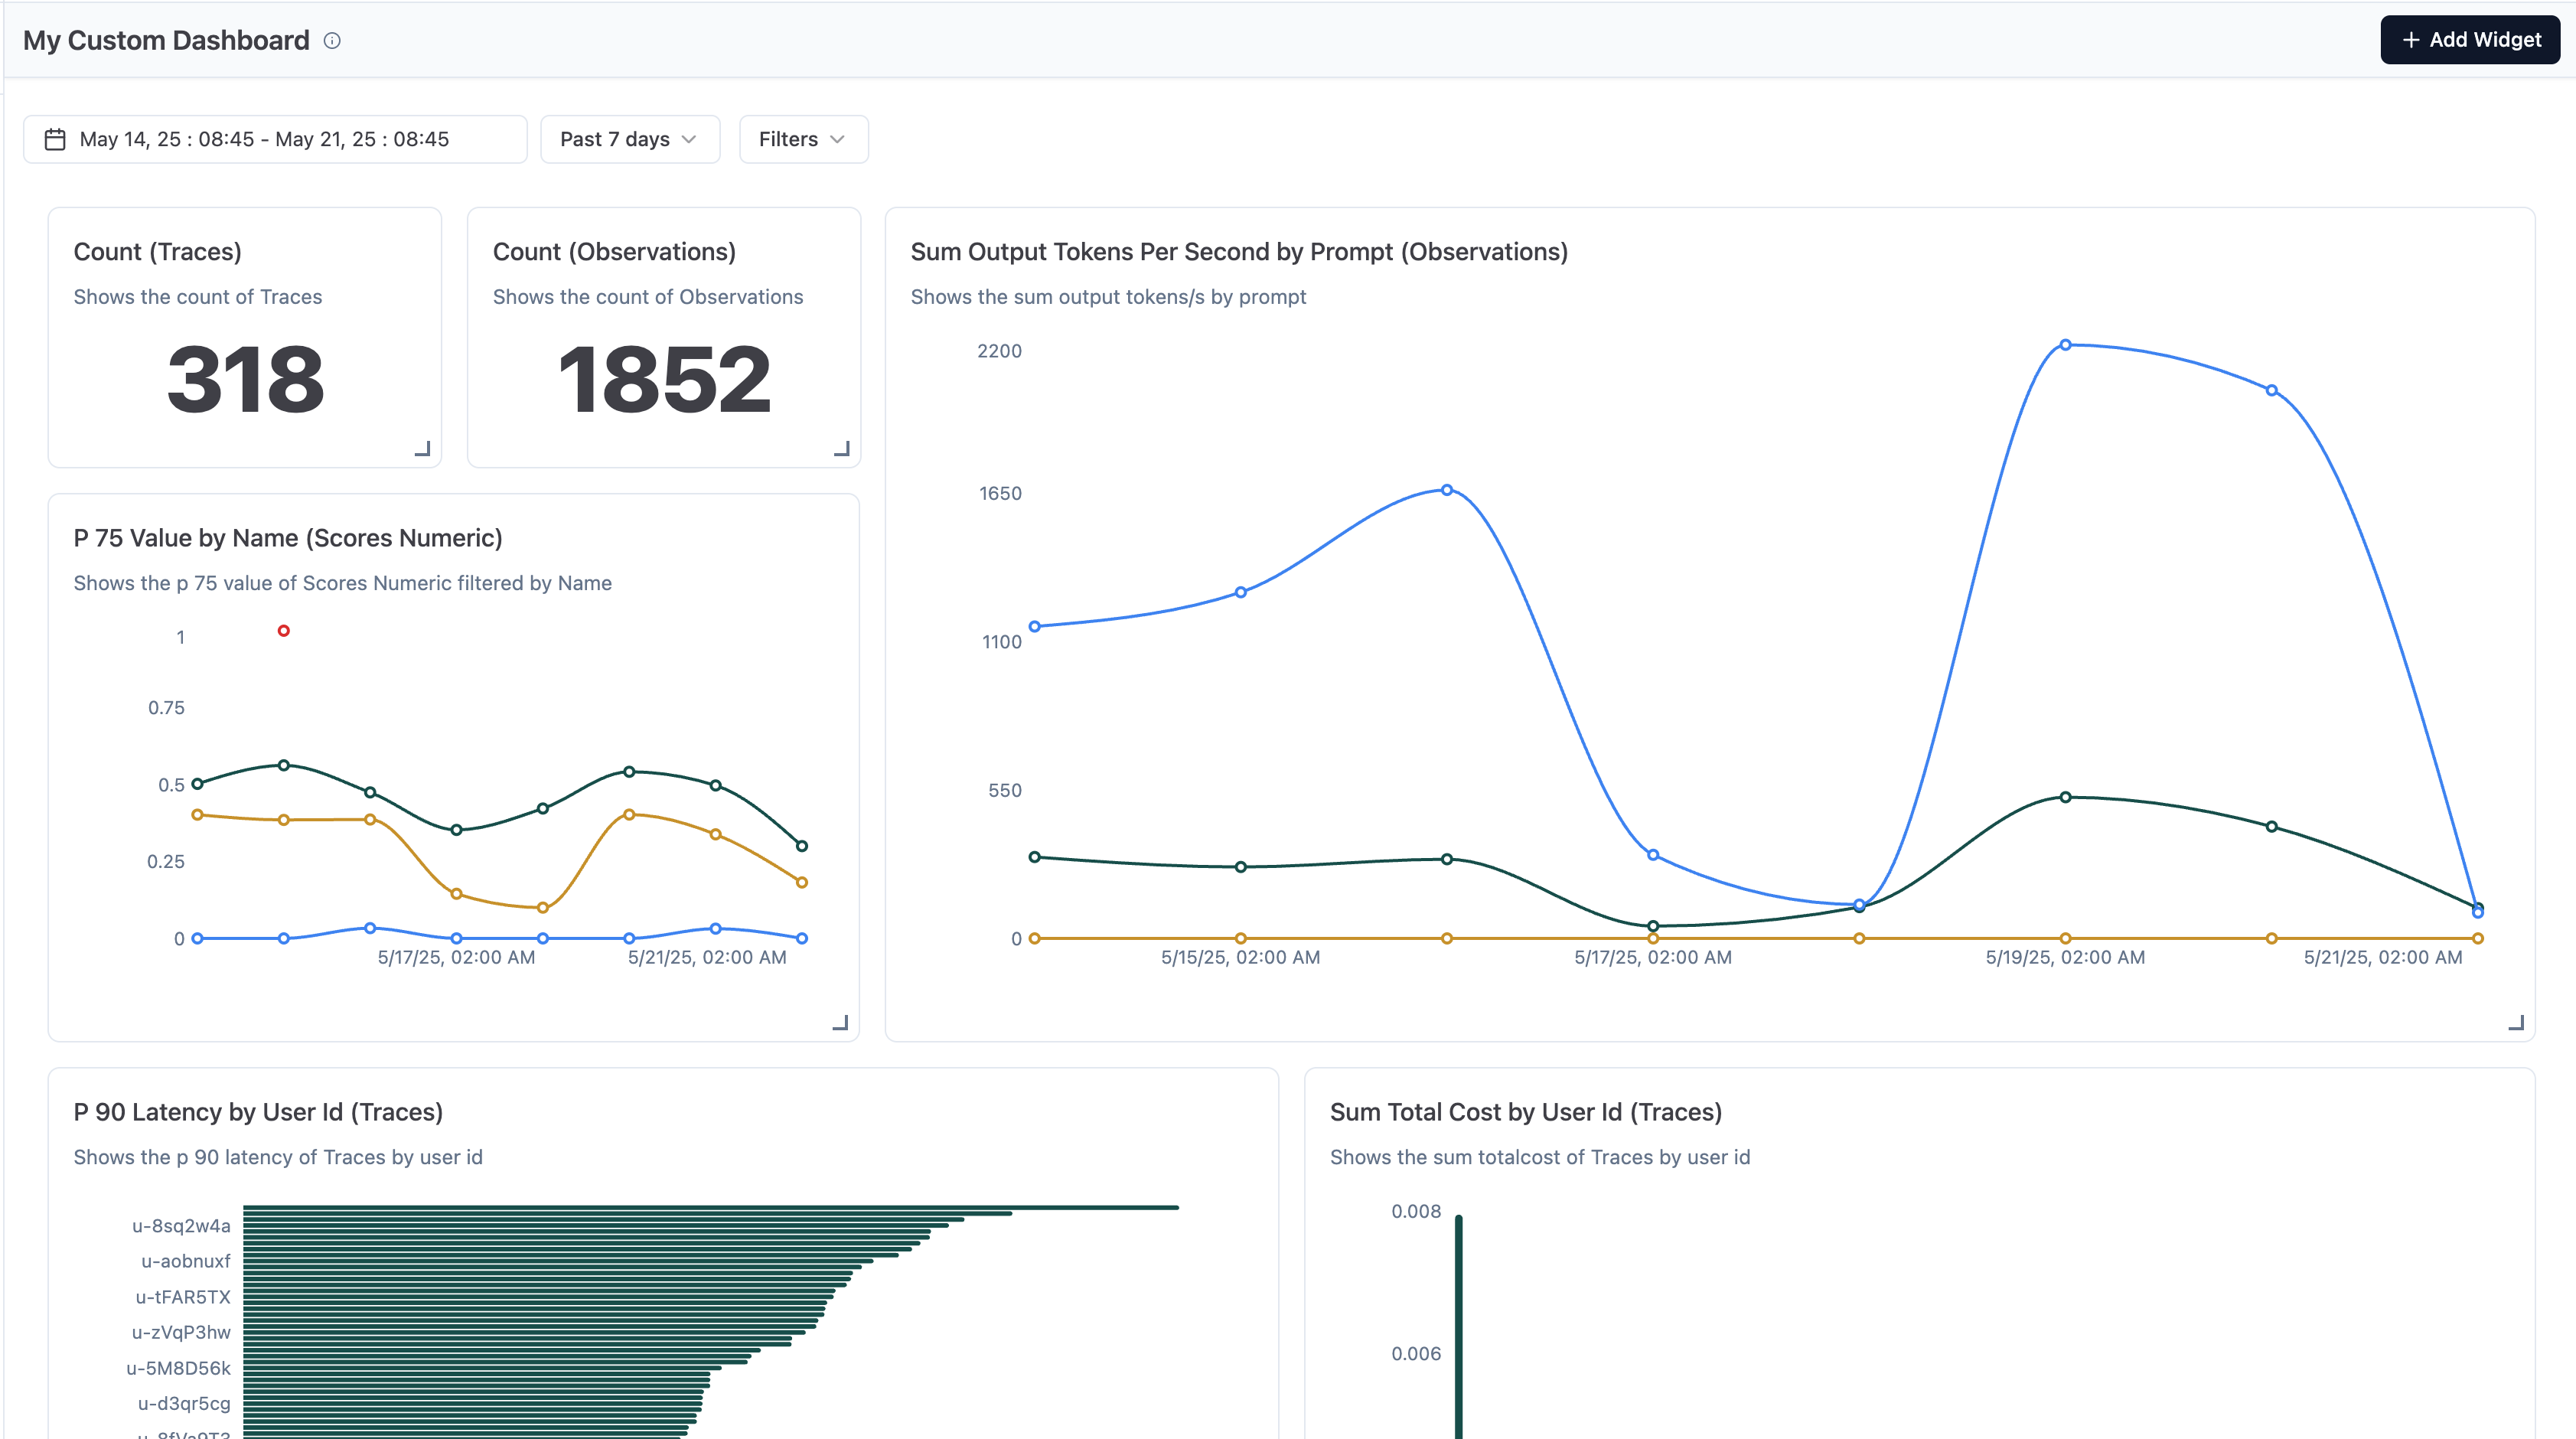 My Custom Dashboard
+ Add Widget
May 14, 25 : 08:45 - May 21, 25 : 08:45
Past 7 days
Filters
Count (Traces)
Shows the count of Traces
318
Count (Observations)
Shows the count of Observations
1852
Sum Output Tokens Per Second by Prompt (Observations)
Shows the sum output tokens/s by prompt
2200
1650
1100
550
0
5/15/25, 02:00 AM
5/17/25, 02:00 AM
5/19/25, 02:00 AM
5/21/25, 02:00 AM
P 75 Value by Name (Scores Numeric)
Shows the p 75 value of Scores Numeric filtered by Name
1
0.75
0.5
0.25
0
5/17/25, 02:00 AM
5/21/25, 02:00 AM
P 90 Latency by User Id (Traces)
Shows the p 90 latency of Traces by user id
u-8sq2w4a
u-aobnuxf
u-tFAR5TX
u-zVqP3hw
u-5M8D56k
u-d3qr5cg
Sum Total Cost by User Id (Traces)
Shows the sum totalcost of Traces by user id
0.008
0.006